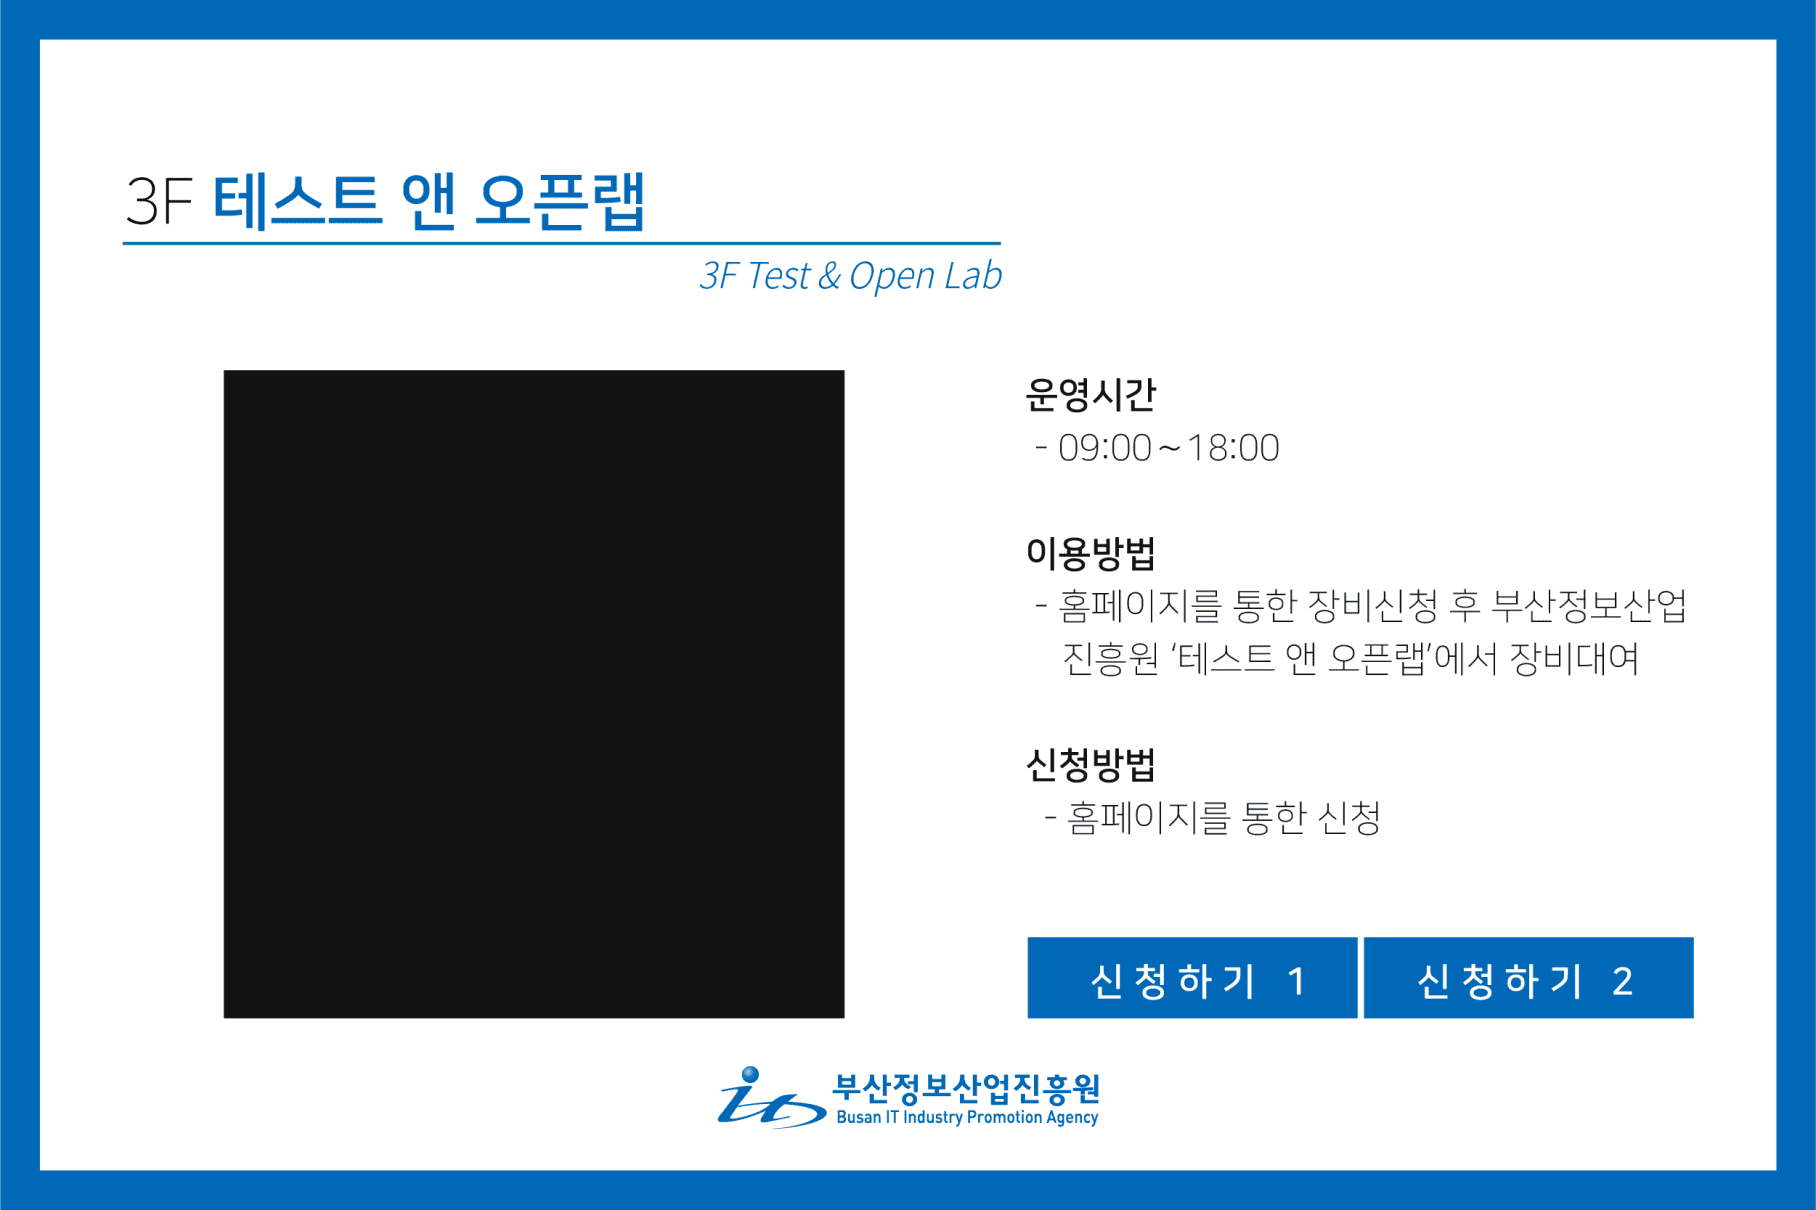 3F 테스트 앤 오픈랩
3F Test & Open Lab
운영시간
- 09:00~18:00
이용방법
- 홈페이지를 통한 장비신청 후 부산정보산업
진흥원 ‘테스트 앤 오픈랩’에서 장비대여
신청방법
- 홈페이지를 통한 신청
신청하기 1
신청하기 2
부산정보산업진흥원
Busan IT Industry Promotion Agency